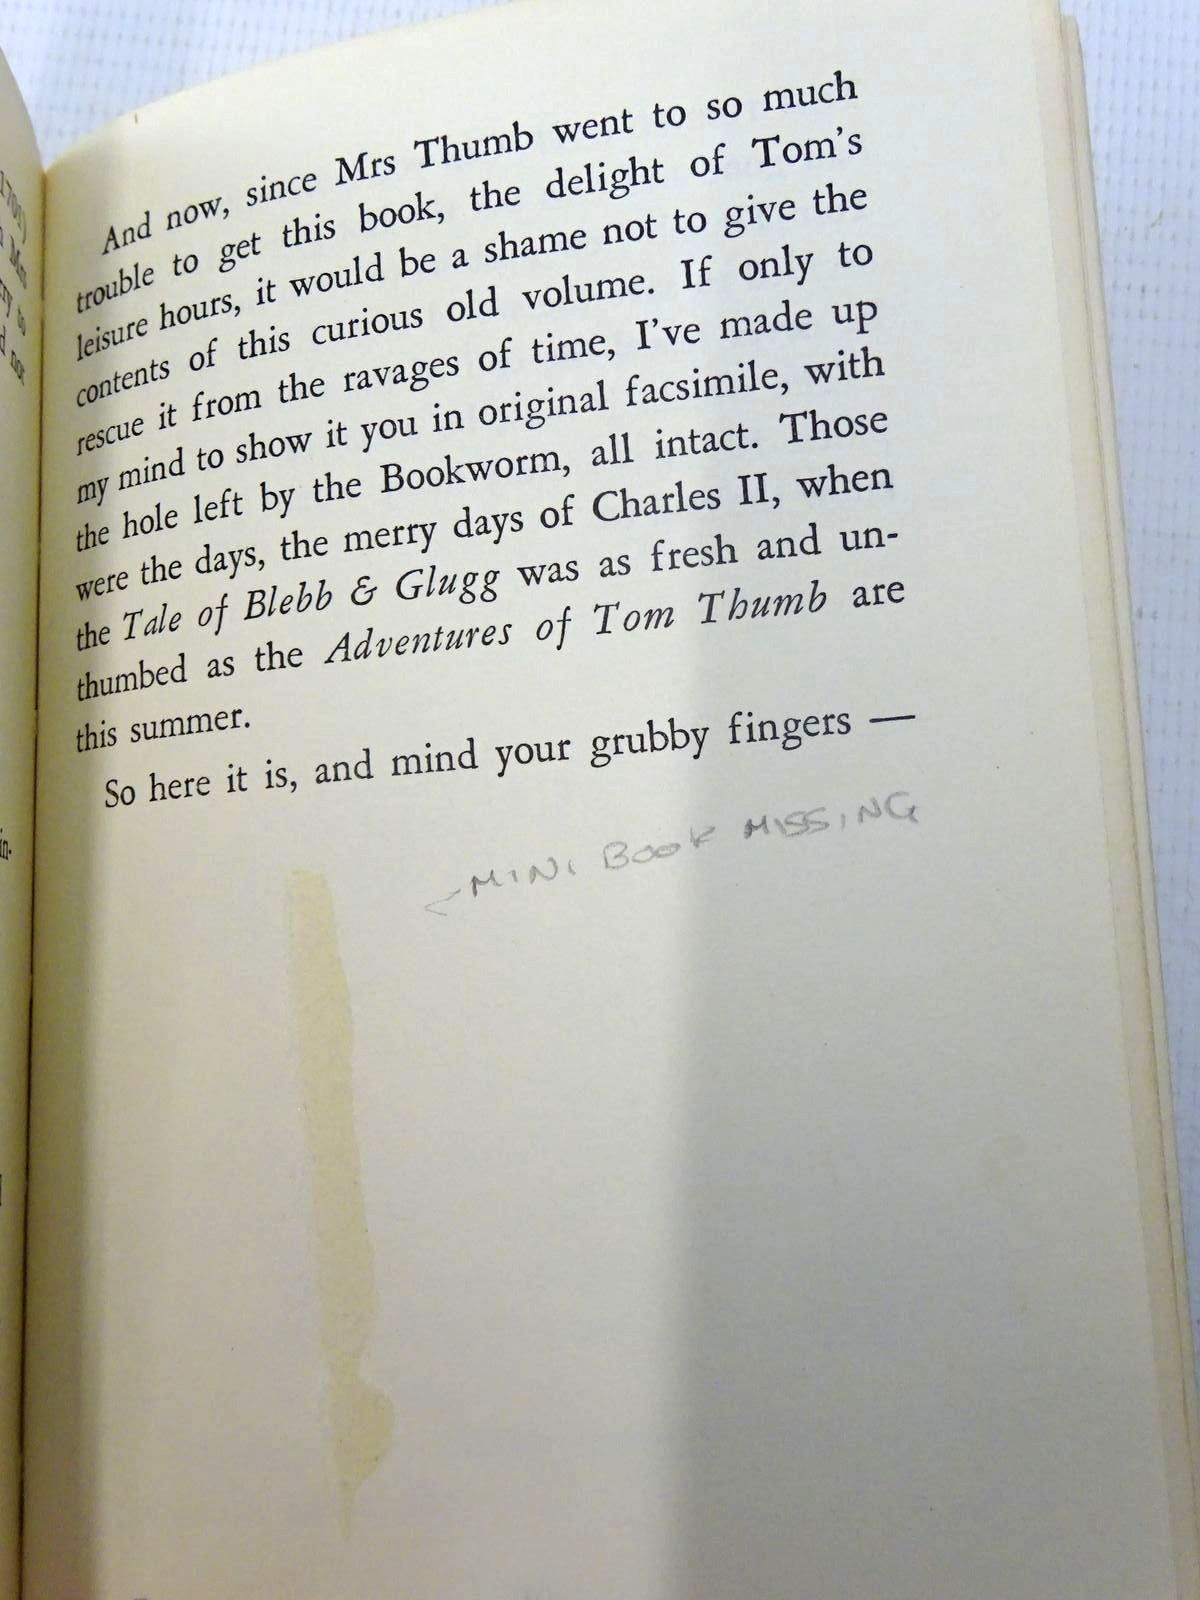 And now, since Mrs Thumb went to so much
trouble to get this book, the delight of Tom's
leisure hours, it would be a shame not to give the
contents of this curious old volume. If only to
rescue it from the ravages of time, I've made up
my mind to show it you in original facsimile, with
the hole left by the Bookworm, all intact. Those
were the days, the merry days of Charles II, when
the Tale of Blebb & Glugg was as fresh and un-
thumbed as the Adventures of Tom Thumb are
this summer.
So here it is, and mind your grubby fingers —
MINI BOOK MISSING